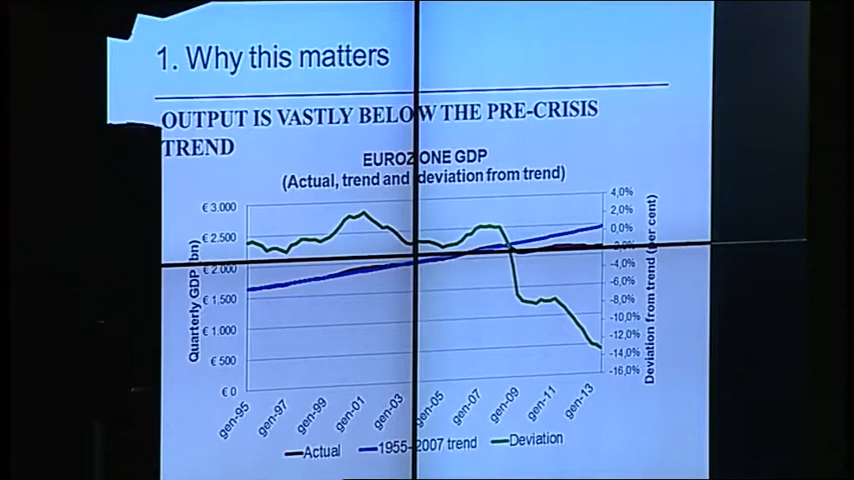 1. Why this matters
OUTPUT IS VASTLY BELOW THE PRE-CRISIS
TREND
EUROZONE GDP
(Actual, trend and deviation from trend)
Quarterly GDP (bn)
€ 3.000
€ 2.500
€ 2.000
€ 1.500
€ 1.000
€ 500
€ 0
4,0%
2,0%
0,0%
-2,0%
-4,0%
-6,0%
-8,0%
-10,0%
-12,0%
-14,0%
-16,0%
Deviation from trend (per cent)
gen-95
gen-97
gen-99
gen-01
gen-03
gen-05
gen-07
gen-09
gen-11
gen-13
Actual
1955-2007 trend
Deviation